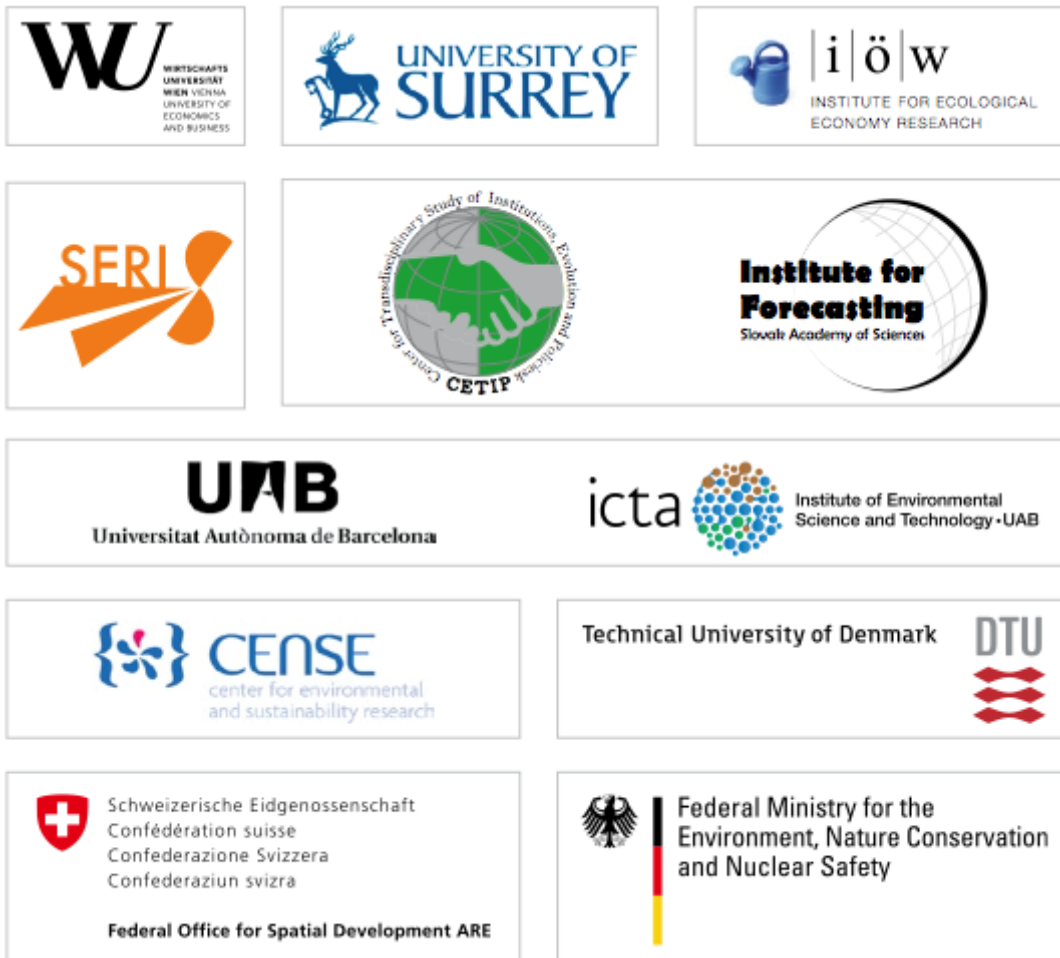 WU
WIRTSCHAFTS
UNIVERSITÄT
WIEN VIENNA
UNIVERSITY OF
ECONOMICS
AND BUSINESS
UNIVERSITY OF
SURREY
|i|ö|w
INSTITUTE FOR ECOLOGICAL
ECONOMY RESEARCH
SERI
Center for Transdisciplinary Study of Institutions, Evolution and Policiesk
CETIP
Institute for
Forecasting
Slovak Academy of Sciences
UAB
Universitat Autònoma de Barcelona
icta
Institute of Environmental
Science and Technology·UAB
CENSE
center for environmental
and sustainability research
Technical University of Denmark
DTU
Schweizerische Eidgenossenschaft
Confédération suisse
Confederazione Svizzera
Confederaziun svizra
Federal Office for Spatial Development ARE
Federal Ministry for the
Environment, Nature Conservation
and Nuclear Safety